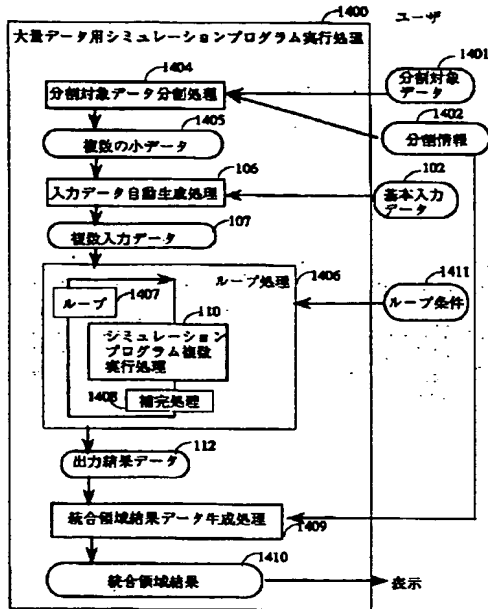 1400
ユーザ
大量データ用シミュレーションプログラム実行処理
1401
1404
分割対象
データ
分割対象データ分割処理
1402
1405
分割情報
複数の小データ
106
102
入力データ自動生成処理
基本入力
データ
107
複数入力データ
ループ処理
1406
1411
ループ
1407
ループ条件
110
シミュレーション
プログラム複数
実行処理
1408
補完処理
112
出力結果データ
統合領域結果データ生成処理
1409
1410
統合領域結果
表示